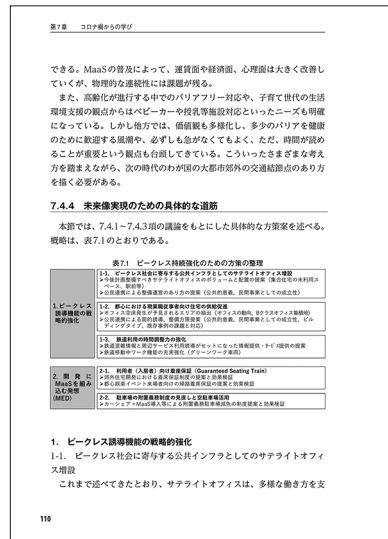 第7章　コロナ禍からの学び
できる。MaaSの普及によって、運賃面や経済面、心理面は大きく改善し
ていくが、物理的な連続性には課題が残る。
また、高齢化が進行する中でのバリアフリー対応や、子育て世代の生活
環境支援の観点からはベビーカーや授乳等施設対応といったニーズも明確
になっている。しかし他方では、価値観も多様化し、多少のバリアを健康
のために歓迎する風潮や、必ずしも急がなくてもよく、ただ、時間が読め
ることが重要という観点も台頭してきている。こういったさまざまな考え
方を踏まえながら、次の時代のわが国の大都市郊外の交通結節点のあり方
を描く必要がある。
7.4.4　未来像実現のための具体的な道筋
本節では、7.4.1～7.4.3項の議論をもとにした具体的な方策案を述べる。
概略は、表7.1のとおりである。
表7.1　ピークレス持続強化のための方策の整理
1.ピークレス誘導機能の戦略的強化
1-1.　ピークレス社会に寄与する公共インフラとしてのサテライトオフィス増設
➢今後計画整備すべきサテライトオフィスのボリュームと配置の提案（集合住宅の未利用スペース、駅前等）
➢公民連携による整備運営のあり方の提案（公共的意義、民間事業としての成立性）
1-2.　都心における現業職従事者向け住宅の供給促進
➢オフィス空床発生が予見されるエリアの抽出（オフィスの動向、Bクラスオフィス集積地）
➢公民連携による面的誘導、整備方策提案（公共的意義、民間事業としての成立性、ビルディングタイプ、既存事例の課題と対応）
1-3.　鉄道利用の時間調整力の強化
➢鉄道混雑情報と周辺サービス利用誘導がセットになった情報提供・サービス提供の提案
➢鉄道移動中ワーク機能の充実強化（グリーンワーク車両）
2. 開発にMaaSを組み込む発想(MED)
2-1.　利用者（入居者）向け着座保証（Guaranteed Seating Train）
➢郊外住宅開発における着席保証制度の提案と効果検証
➢都心娯楽イベント来場者向けの帰路着席保証の提案と効果検証
2-2.　駐車場の附置義務制度の見直しと空駐車場活用
➢カーシェア＋MaaS導入等による附置義務駐車場減免の制度提案と効果検証
1.　ピークレス誘導機能の戦略的強化
1-1.　ピークレス社会に寄与する公共インフラとしてのサテライトオフィ
ス増設
これまで述べてきたとおり、サテライトオフィスは、多様な働き方を支
110